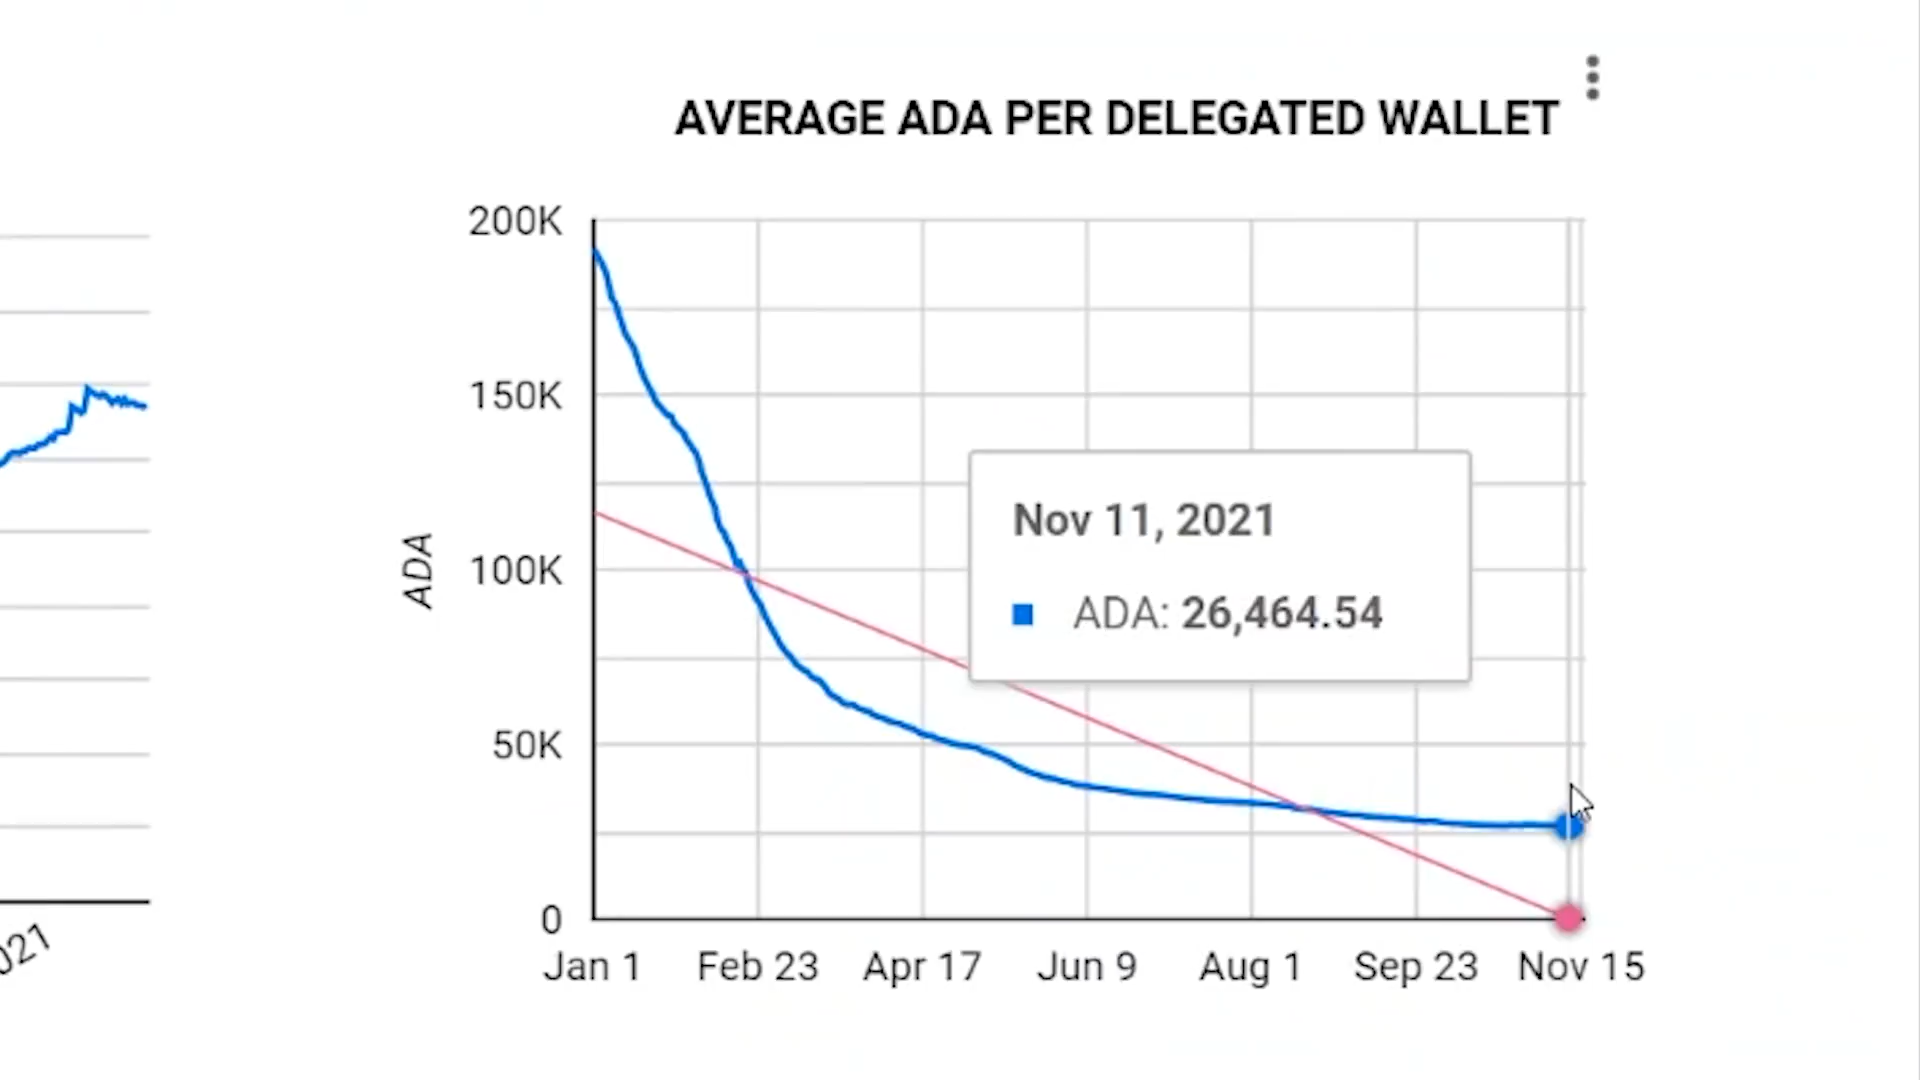 AVERAGE ADA PER DELEGATED WALLET
200K
150K
100K
50K
0
ADA
Nov 11, 2021
ADA: 26,464.54
Jan 1 Feb 23 Apr 17 Jun 9 Aug 1 Sep 23 Nov 15
021